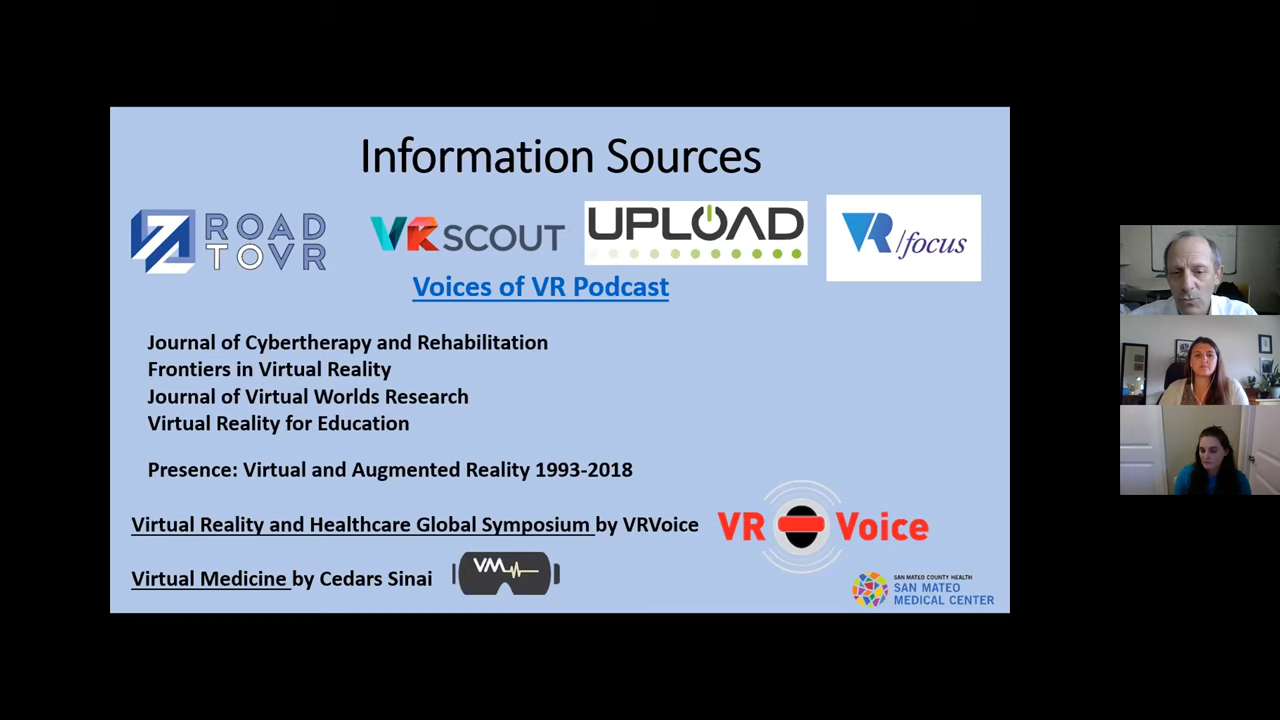 Information Sources
ROAD
TOVR
VR SCOUT
UPLOAD
VR/focus
Voices of VR Podcast
Journal of Cybertherapy and Rehabilitation
Frontiers in Virtual Reality
Journal of Virtual Worlds Research
Virtual Reality for Education
Presence: Virtual and Augmented Reality 1993-2018
Virtual Reality and Healthcare Global Symposium by VRVoice
VR Voice
Virtual Medicine by Cedars Sinai
VM
SAN MATEO COUNTY HEALTH
SAN MATEO
MEDICAL CENTER